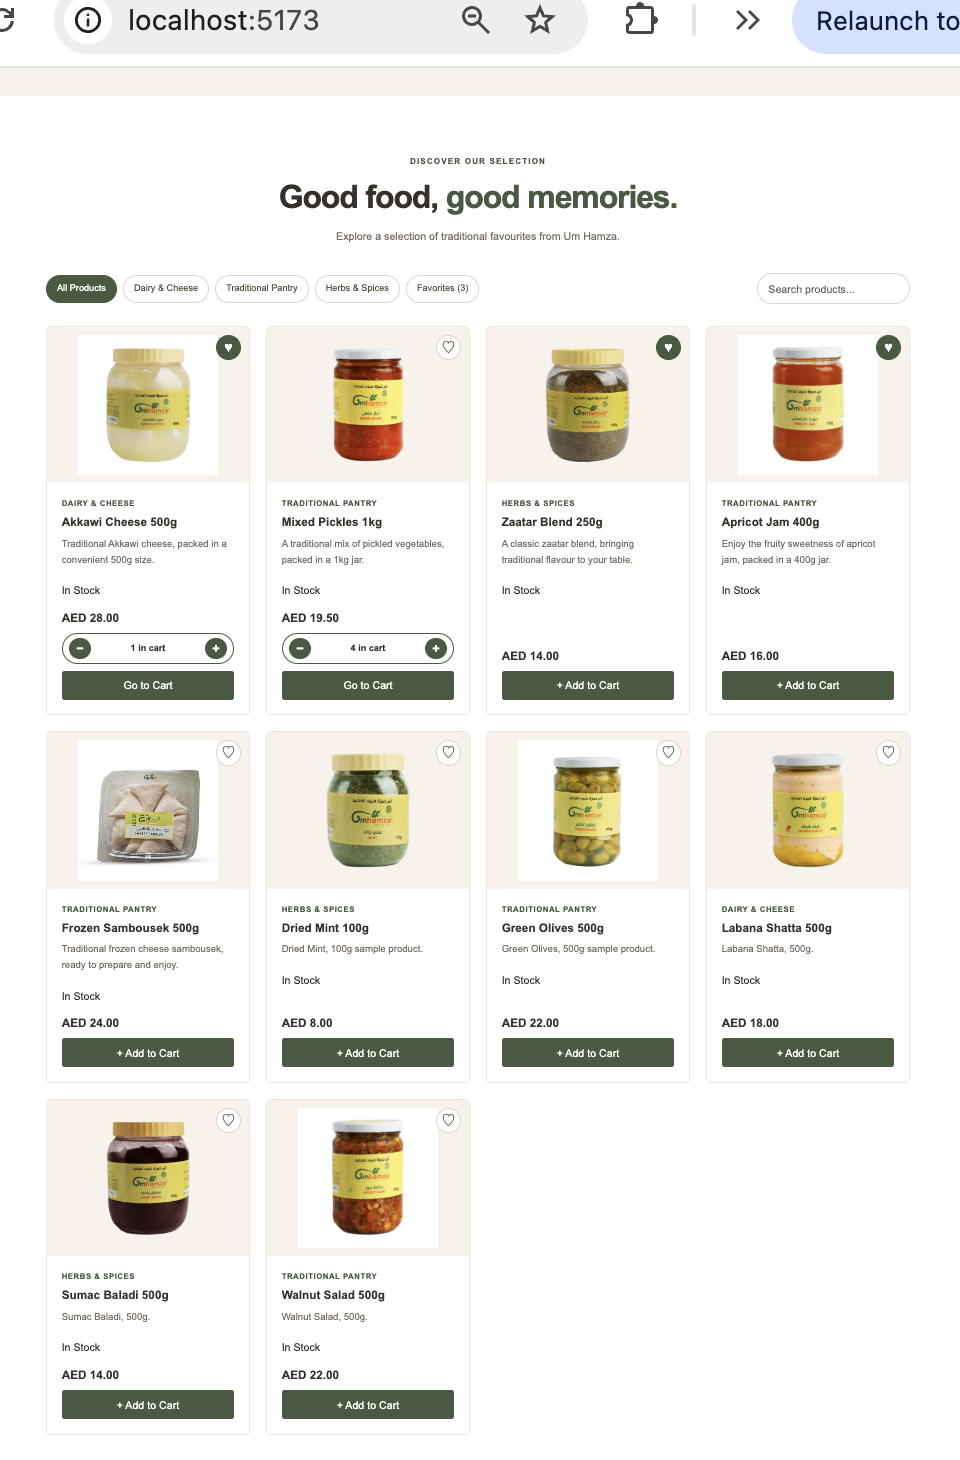 localhost:5173
Relaunch to
DISCOVER OUR SELECTION
Good food, good memories.
Explore a selection of traditional favourites from Um Hamza.
All Products
Dairy & Cheese
Traditional Pantry
Herbs & Spices
Favorites (3)
Search products...
DAIRY & CHEESE
Akkawi Cheese 500g
Traditional Akkawi cheese, packed in a
convenient 500g size.
In Stock
AED 28.00
1 in cart
Go to Cart
TRADITIONAL PANTRY
Mixed Pickles 1kg
A traditional mix of pickled vegetables,
packed in a 1kg jar.
In Stock
AED 19.50
4 in cart
Go to Cart
HERBS & SPICES
Zaatar Blend 250g
A classic zaatar blend, bringing
traditional flavour to your table.
In Stock
AED 14.00
+ Add to Cart
TRADITIONAL PANTRY
Apricot Jam 400g
Enjoy the fruity sweetness of apricot
jam, packed in a 400g jar.
In Stock
AED 16.00
+ Add to Cart
TRADITIONAL PANTRY
Frozen Sambousek 500g
Traditional frozen cheese sambousek,
ready to prepare and enjoy.
In Stock
AED 24.00
+ Add to Cart
HERBS & SPICES
Dried Mint 100g
Dried Mint, 100g sample product.
In Stock
AED 8.00
+ Add to Cart
TRADITIONAL PANTRY
Green Olives 500g
Green Olives, 500g sample product.
In Stock
AED 22.00
+ Add to Cart
DAIRY & CHEESE
Labana Shatta 500g
Labana Shatta, 500g.
In Stock
AED 18.00
+ Add to Cart
HERBS & SPICES
Sumac Baladi 500g
Sumac Baladi, 500g.
In Stock
AED 14.00
+ Add to Cart
TRADITIONAL PANTRY
Walnut Salad 500g
Walnut Salad, 500g.
In Stock
AED 22.00
+ Add to Cart